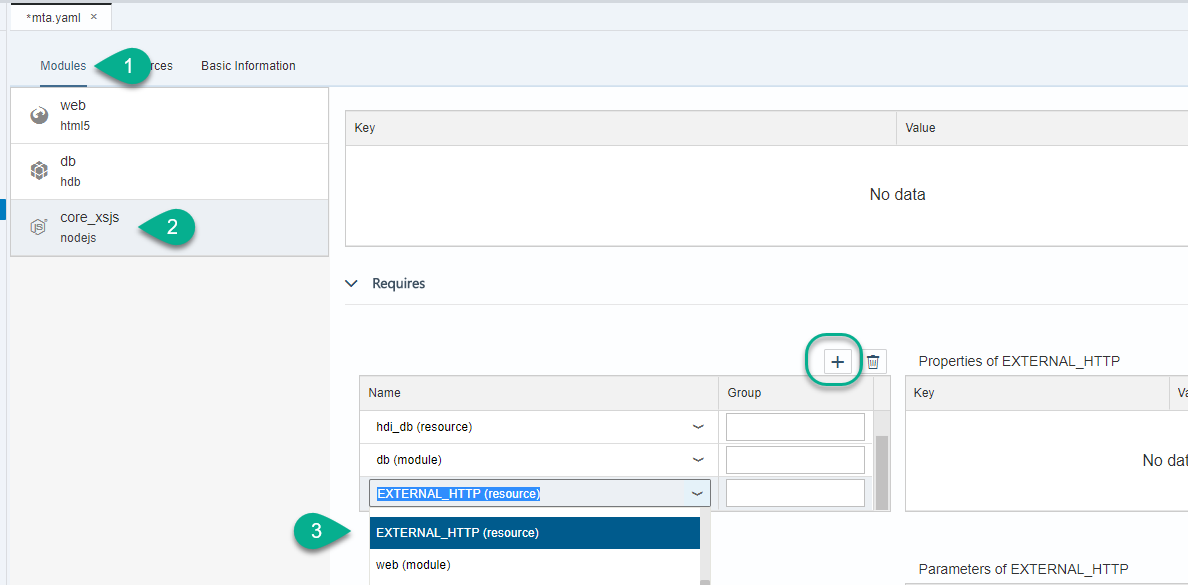 *mta.yaml ×
Modules 1 rces Basic Information
web
html5
db
hdb
core_xsjs
nodejs
2
Key Value
No data
Requires
+
Properties of EXTERNAL_HTTP
Name Group
Key
hdi_db (resource)
db (module)
No dat
EXTERNAL_HTTP (resource)
3
EXTERNAL_HTTP (resource)
web (module)
Parameters of EXTERNAL_HTTP